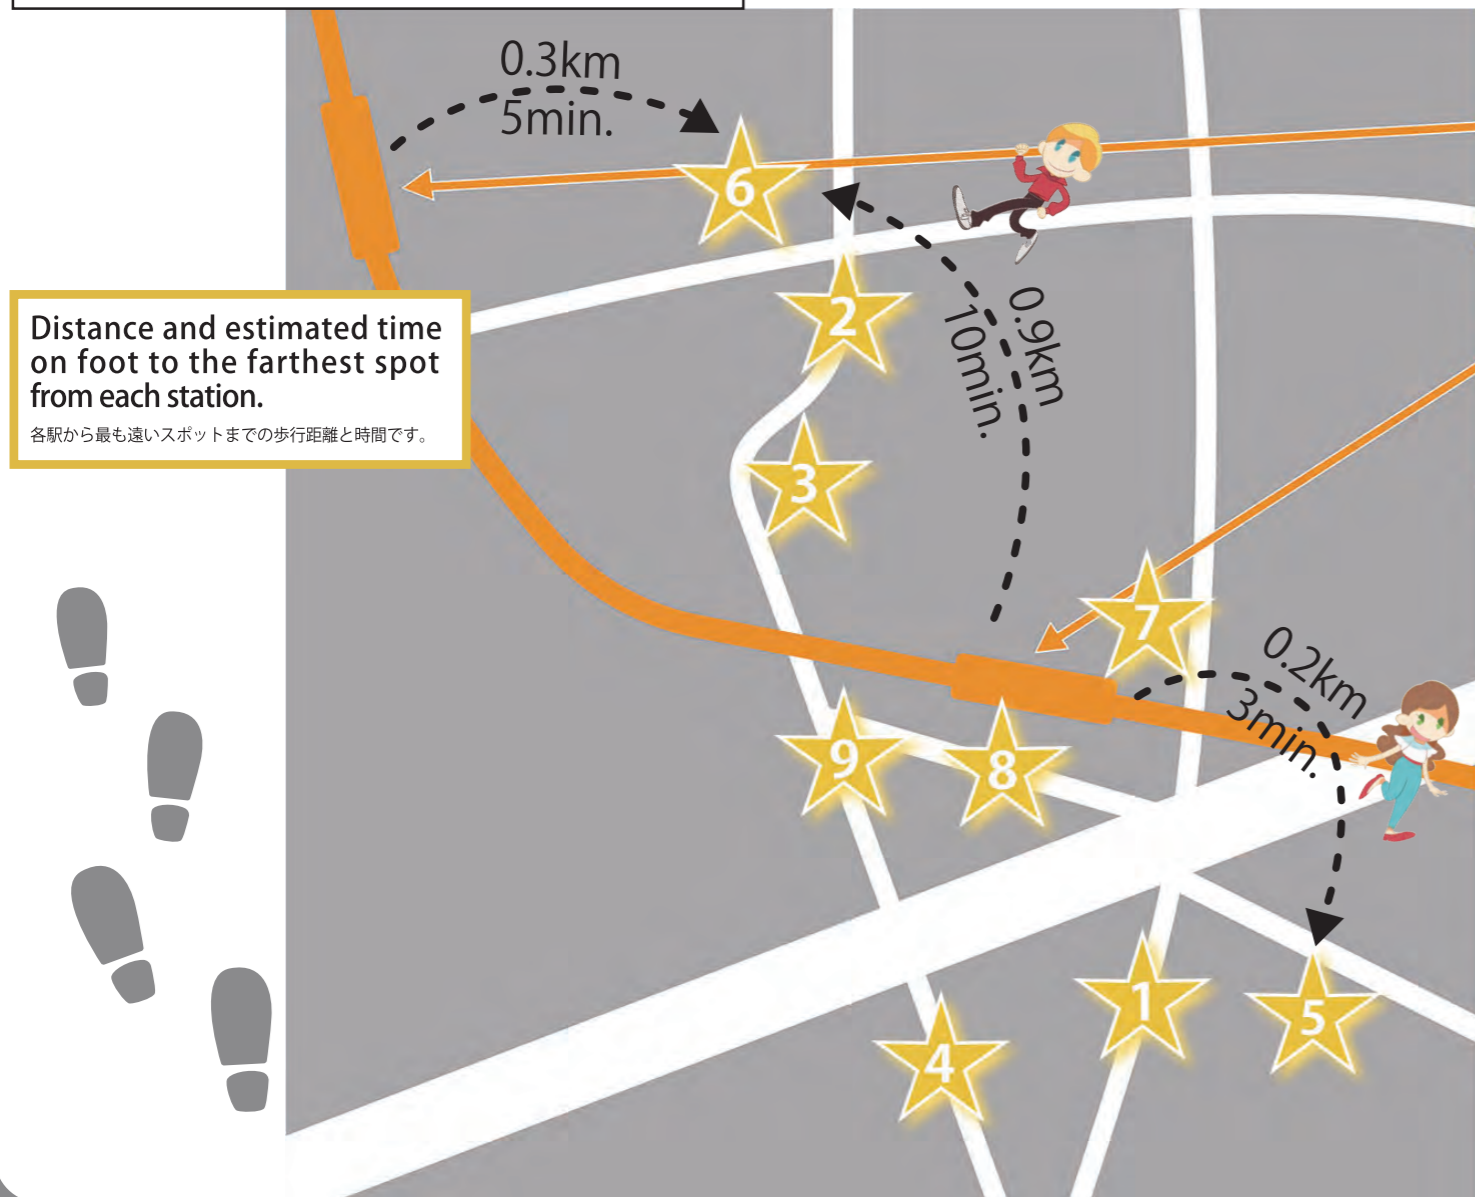 0.3km
5min.
6
2
0.9km
10min.
Distance and estimated time
on foot to the farthest spot
from each station.
各駅から最も遠いスポットまでの歩行距離と時間です。
3
7
0.2km
3min.
9
8
1
5
4